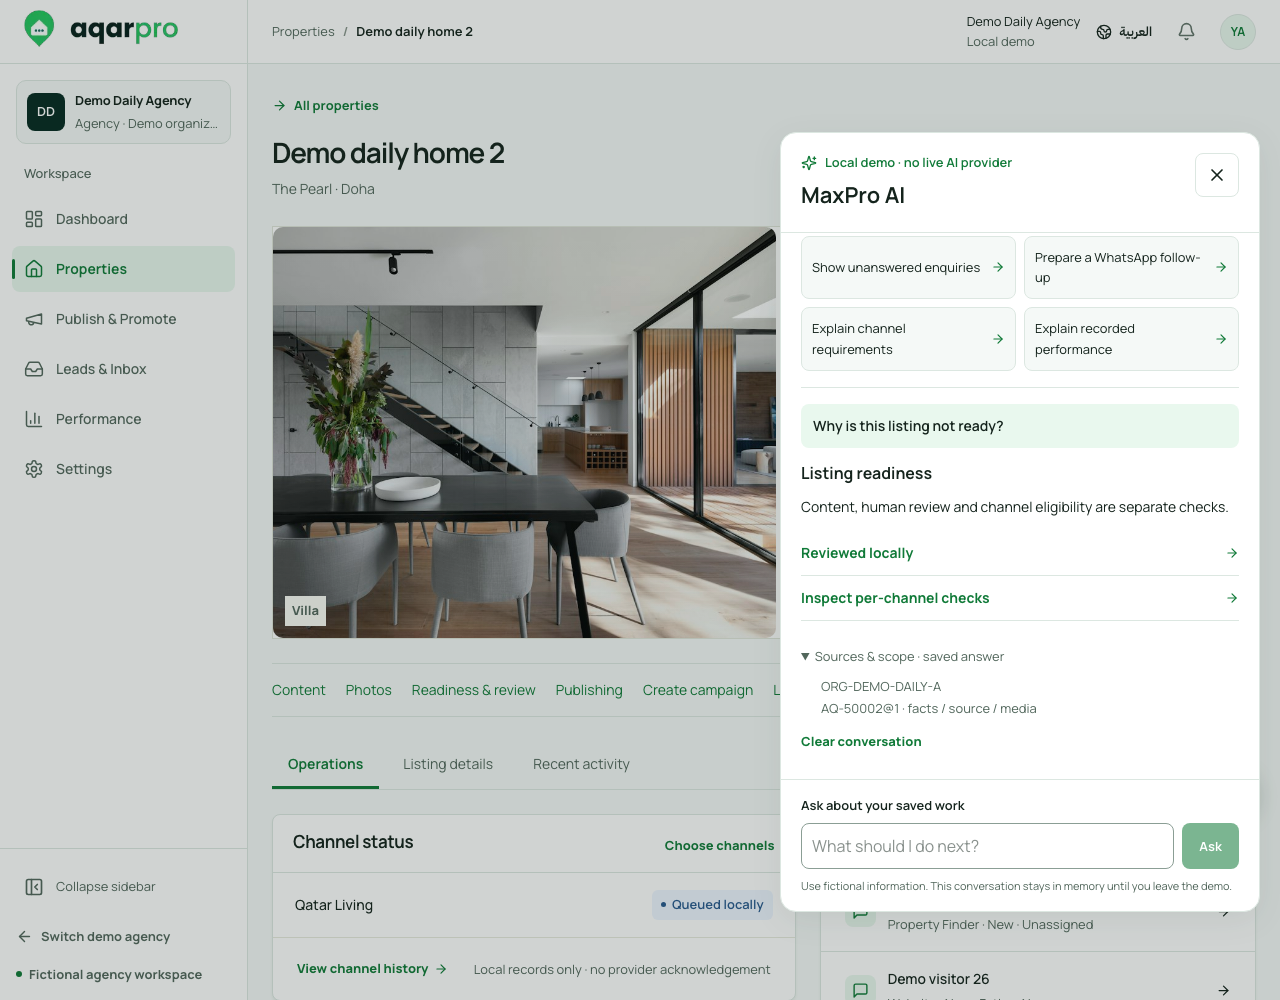 aqarpro
Properties / Demo daily home 2
Demo Daily Agency
Local demo
العربية
YA
DD
Demo Daily Agency
Agency · Demo organiz...
Workspace
Dashboard
Properties
Publish & Promote
Leads & Inbox
Performance
Settings
Collapse sidebar
Switch demo agency
Fictional agency workspace
All properties
Demo daily home 2
The Pearl · Doha
Villa
Content Photos Readiness & review Publishing Create campaign L
Operations Listing details Recent activity
Channel status
Choose channels
Qatar Living
Queued locally
View channel history
Local records only · no provider acknowledgement
Local demo · no live AI provider
MaxPro AI
Show unanswered enquiries
Prepare a WhatsApp follow-
up
Explain channel
requirements
Explain recorded
performance
Why is this listing not ready?
Listing readiness
Content, human review and channel eligibility are separate checks.
Reviewed locally
Inspect per-channel checks
Sources & scope · saved answer
ORG-DEMO-DAILY-A
AQ-50002@1 · facts / source / media
Clear conversation
Ask about your saved work
What should I do next?
Ask
Use fictional information. This conversation stays in memory until you leave the demo.
Property Finder · New · Unassigned
Demo visitor 26